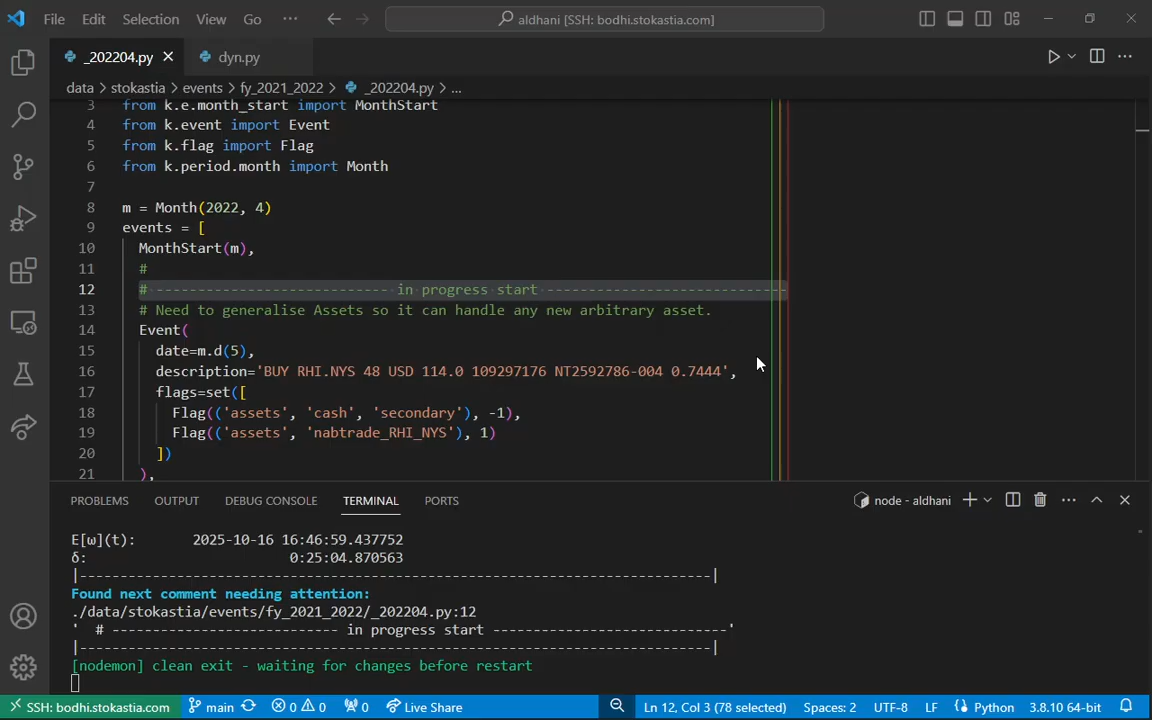 File Edit Selection View Go ··· aldhani [SSH: bodhi.stokastia.com]
_202204.py dyn.py
data > stokastia > events > fy_2021_2022 > _202204.py > ...
3 from k.e.month_start import MonthStart
4 from k.event import Event
5 from k.flag import Flag
6 from k.period.month import Month
7
8 m = Month(2022, 4)
9 events = [
10 MonthStart(m),
11 #
12 # ---------------------------- in progress start ----------------------------
13 # Need to generalise Assets so it can handle any new arbitrary asset.
14 Event(
15 date=m.d(5),
16 description='BUY RHI.NYS 48 USD 114.0 109297176 NT2592786-004 0.7444',
17 flags=set([
18 Flag(('assets', 'cash', 'secondary'), -1),
19 Flag(('assets', 'nabtrade_RHI_NYS'), 1)
20 ])
21 ),
PROBLEMS OUTPUT DEBUG CONSOLE TERMINAL PORTS node - aldhani
E[ω](t): 2025-10-16 16:46:59.437752
δ: 0:25:04.870563
|-------------------------------------------------------------------------------|
Found next comment needing attention:
./data/stokastia/events/fy_2021_2022/_202204.py:12
' # ---------------------------- in progress start -----------------------------'
|-------------------------------------------------------------------------------|
[nodemon] clean exit - waiting for changes before restart
SSH: bodhi.stokastia.com main 0 0 0 Live Share Ln 12, Col 3 (78 selected) Spaces: 2 UTF-8 LF Python 3.8.10 64-bit